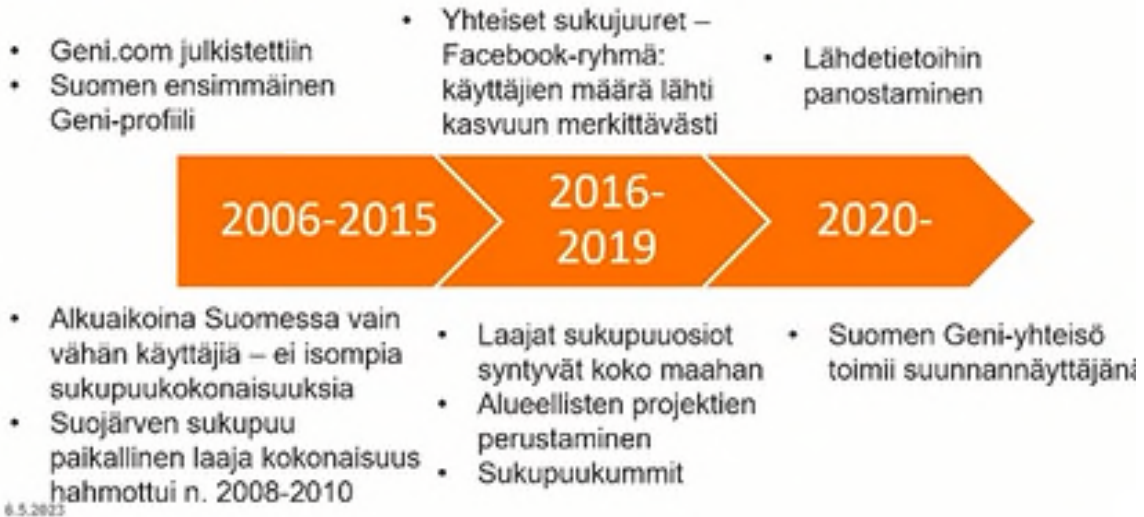 • Geni.com julkistettiin
• Suomen ensimmäinen
Geni-profiili
• Yhteiset sukujuuret –
Facebook-ryhmä:
käyttäjien määrä lähti
kasvuun merkittävästi
• Lähdetietoihin
panostaminen
2006-2015
2016-
2019
2020-
• Alkuaikoina Suomessa vain
vähän käyttäjiä – ei isompia
sukupuukokonaisuuksia
• Suojärven sukupuu
paikallinen laaja kokonaisuus
hahmottui n. 2008-2010
• Laajat sukupuuosiot
syntyvät koko maahan
• Alueellisten projektien
perustaminen
• Sukupuukummit
• Suomen Geni-yhteisö
toimii suunnannäyttäjänä
6.5.2023